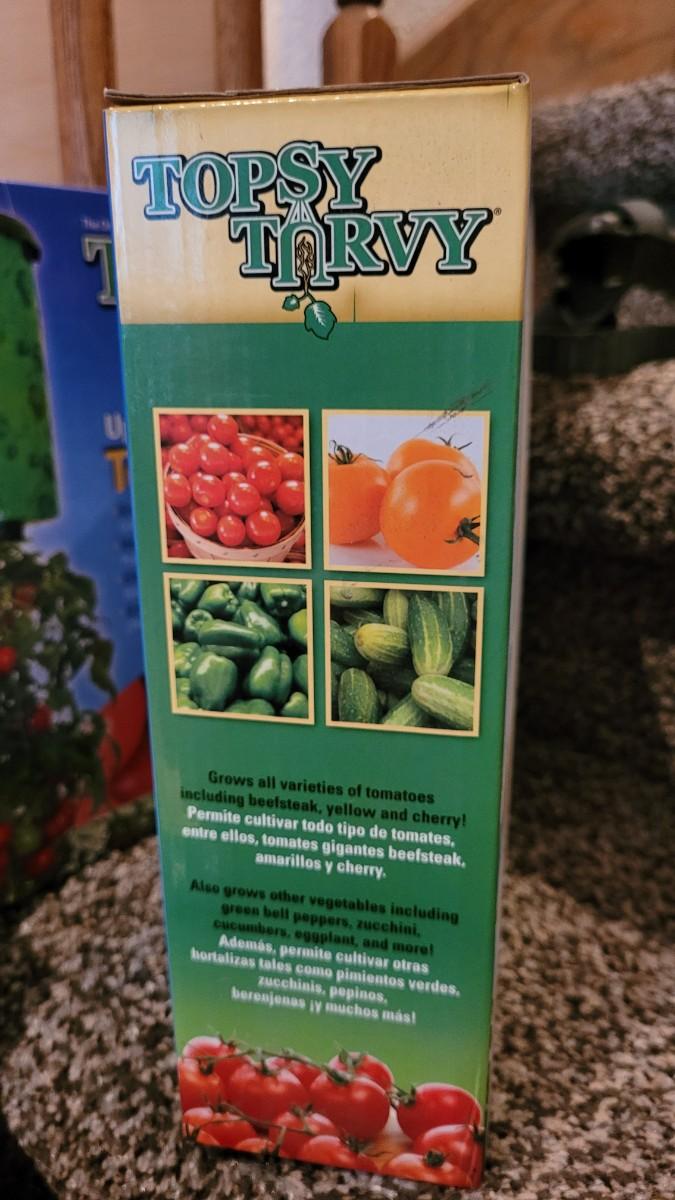 TOPSY
TURVY®
Grows all varieties of tomatoes
including beefsteak, yellow and cherry!
Permite cultivar todo tipo de tomates,
entre ellos, tomates gigantes beefsteak,
amarillos y cherry.
Also grows other vegetables including
green bell peppers, zucchini,
cucumbers, eggplant, and more!
Además, permite cultivar otras
hortalizas tales como pimientos verdes,
zucchinis, pepinos,
berenjenas ¡y muchos más!